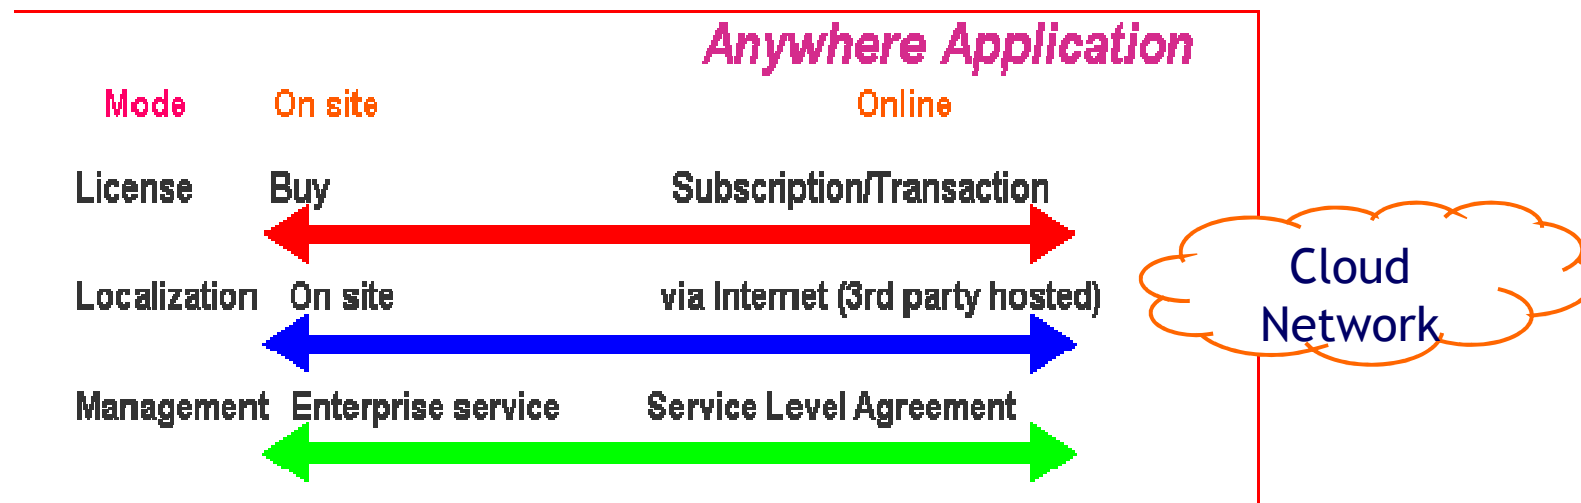 Anywhere Application
Mode On site Online
License Buy Subscription/Transaction
Localization On site via Internet (3rd party hosted)
Management Enterprise service Service Level Agreement
Cloud
Network